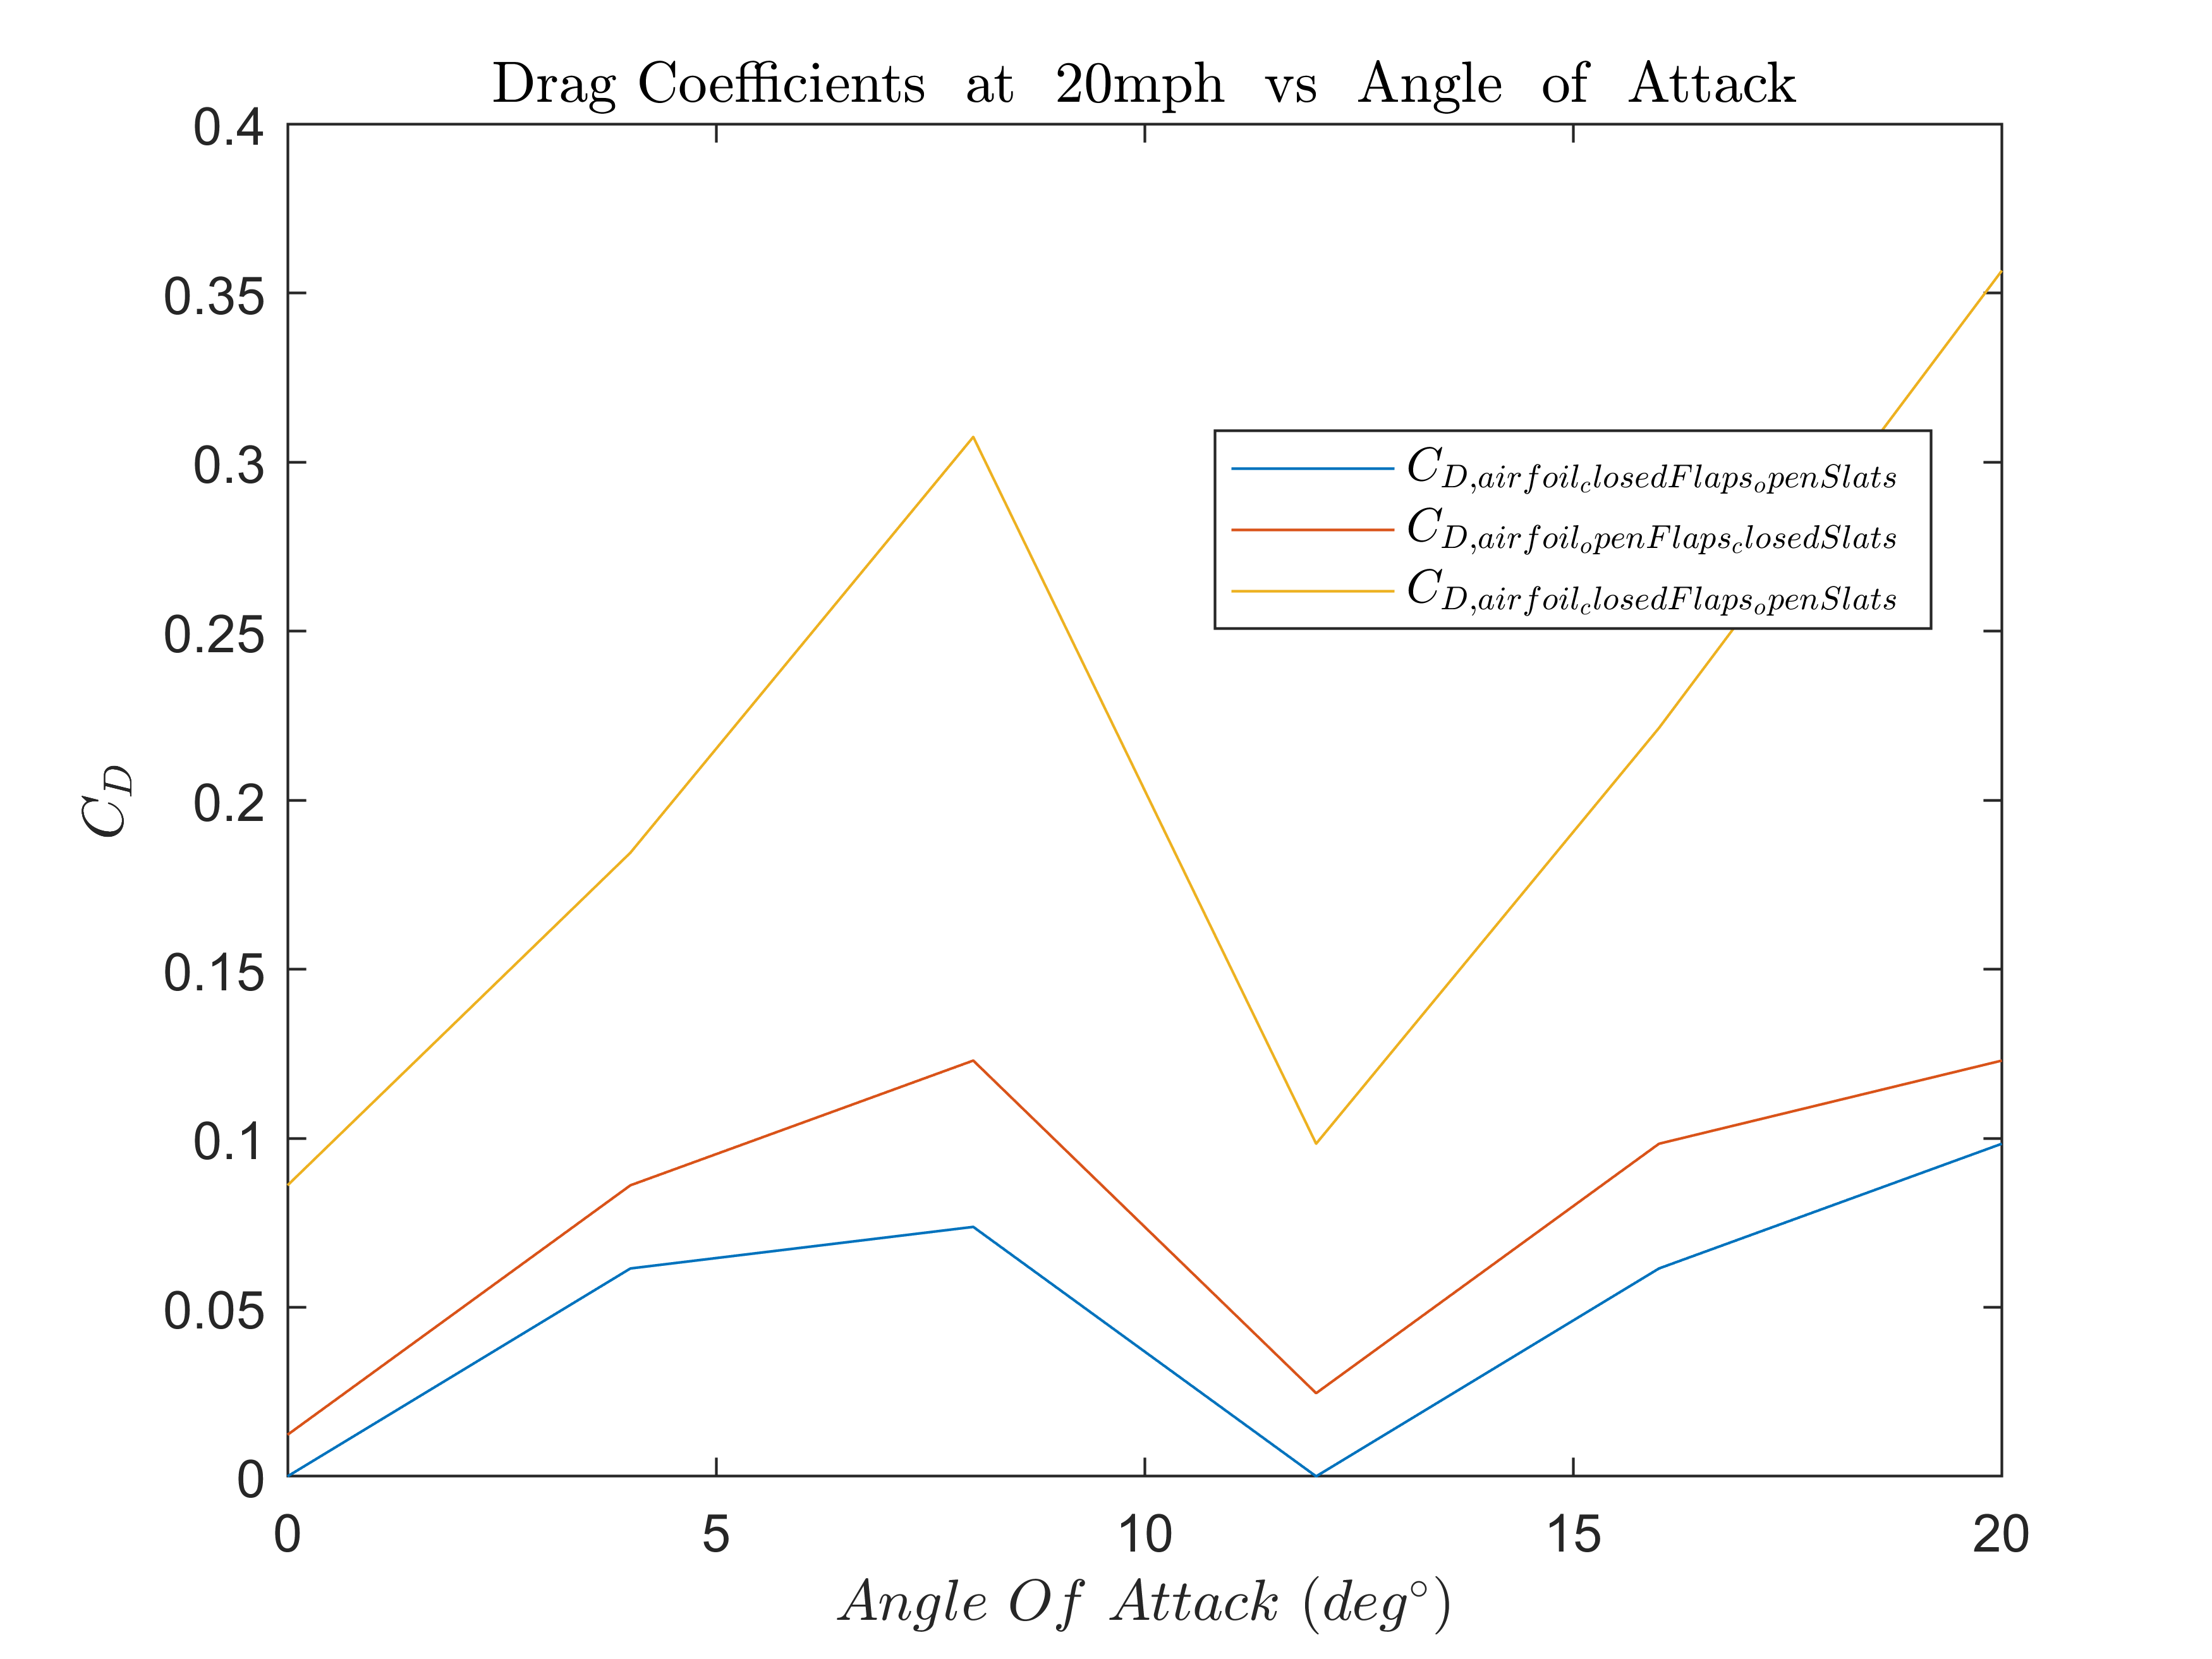 Drag Coefficients at 20mph vs Angle of Attack
0.4
0.35
0.3
0.25
0.2
0.15
0.1
0.05
0
C_D
C_{D,airfoil_closedFlaps_openSlats}
C_{D,airfoil_openFlaps_closedSlats}
C_{D,airfoil_closedFlaps_openSlats}
0 5 10 15 20
Angle Of Attack (deg°)